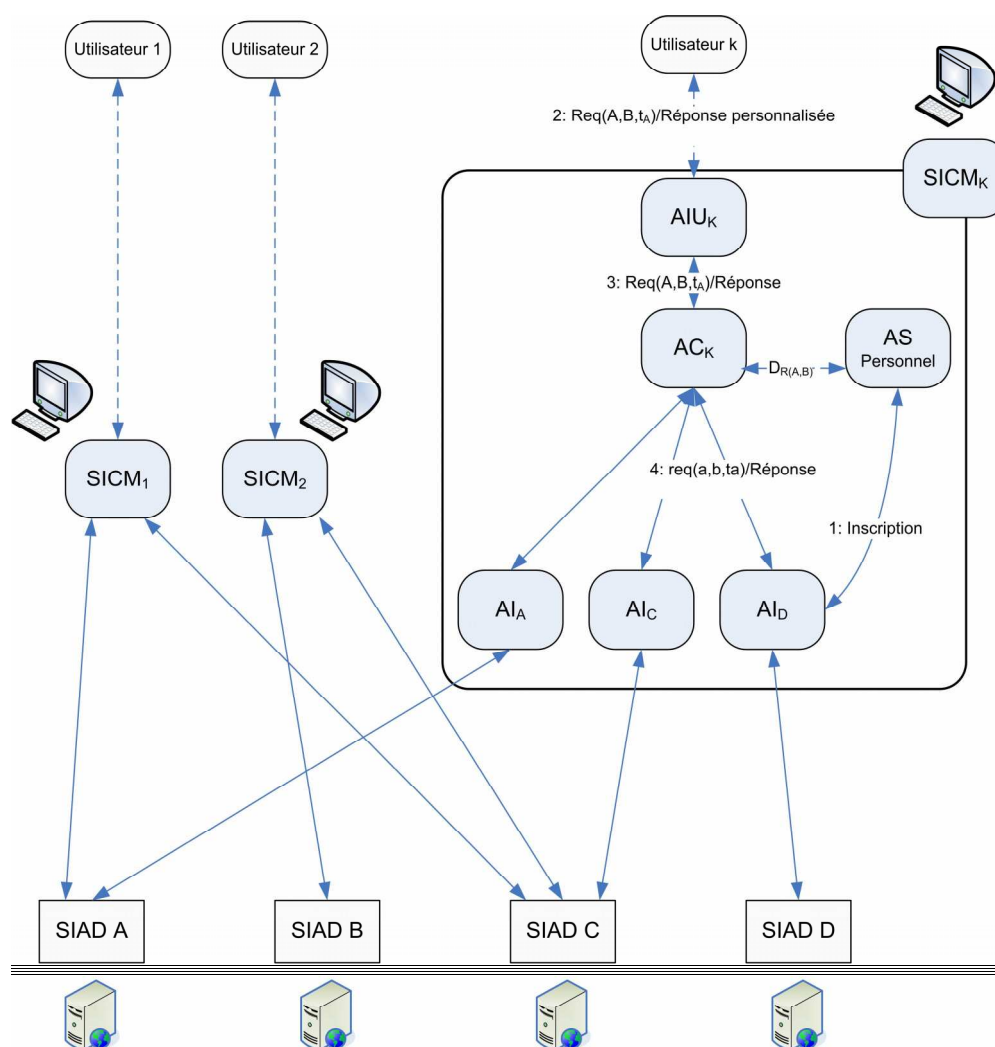 Utilisateur 1
Utilisateur 2
Utilisateur k
2: Req(A,B,tA)/Réponse personnalisée
SICMK
AIUK
3: Req(A,B,tA)/Réponse
ACK
AS
Personnel
DR(A,B)
SICM1
SICM2
4: req(a,b,ta)/Réponse
1: Inscription
AIA
AIC
AID
SIAD A
SIAD B
SIAD C
SIAD D